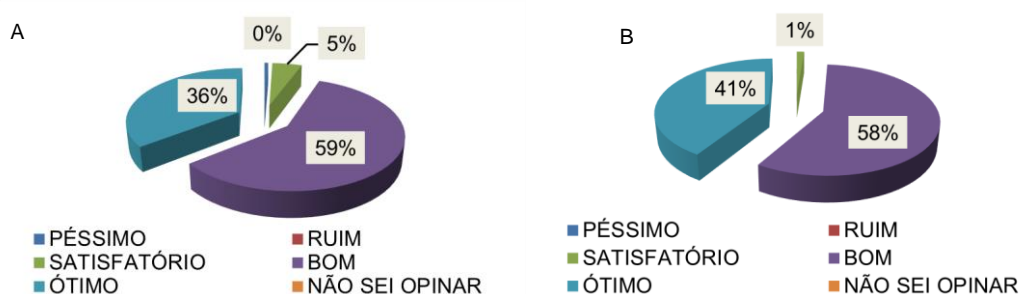 A
0%
5%
36%
59%
PÉSSIMO RUIM
SATISFATÓRIO BOM
ÓTIMO NÃO SEI OPINAR
B
1%
41%
58%
PÉSSIMO RUIM
SATISFATÓRIO BOM
ÓTIMO NÃO SEI OPINAR